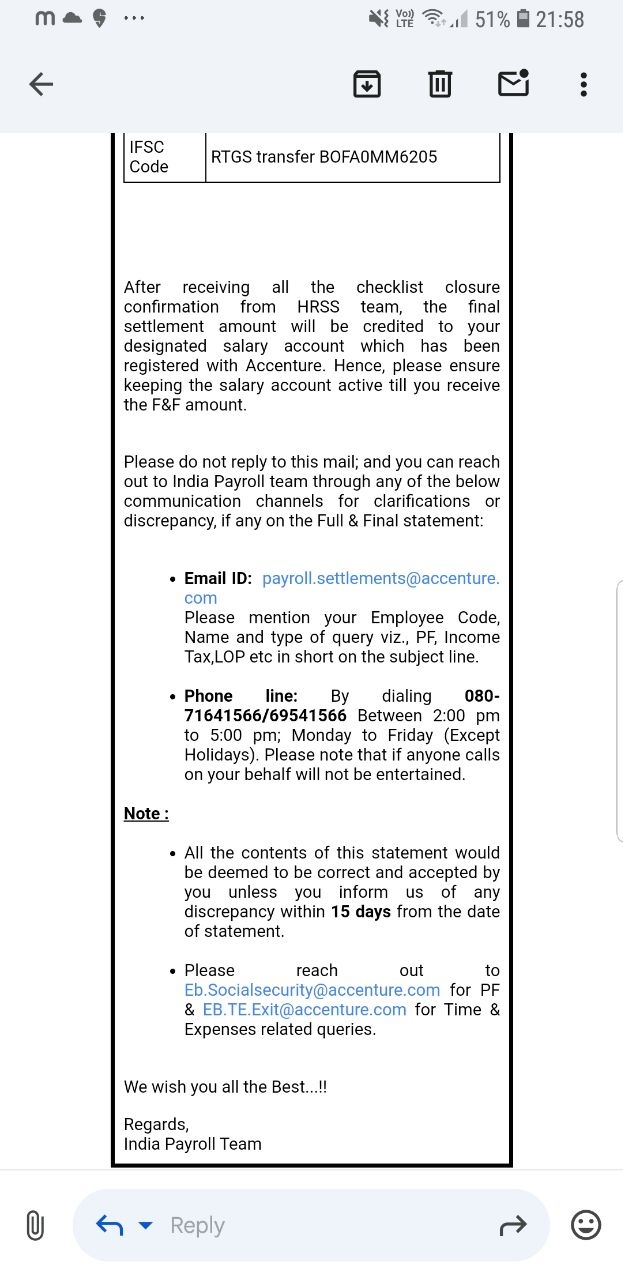 51% 21:58
IFSC
Code
RTGS transfer BOFA0MM6205
After receiving all the checklist closure
confirmation from HRSS team, the final
settlement amount will be credited to your
designated salary account which has been
registered with Accenture. Hence, please ensure
keeping the salary account active till you receive
the F&F amount.
Please do not reply to this mail; and you can reach
out to India Payroll team through any of the below
communication channels for clarifications or
discrepancy, if any on the Full & Final statement:
• Email ID: payroll.settlements@accenture.
com
Please mention your Employee Code,
Name and type of query viz., PF, Income
Tax,LOP etc in short on the subject line.
• Phone line: By dialing 080-
71641566/69541566 Between 2:00 pm
to 5:00 pm; Monday to Friday (Except
Holidays). Please note that if anyone calls
on your behalf will not be entertained.
Note :
• All the contents of this statement would
be deemed to be correct and accepted by
you unless you inform us of any
discrepancy within 15 days from the date
of statement.
• Please reach out to
Eb.Socialsecurity@accenture.com for PF
& EB.TE.Exit@accenture.com for Time &
Expenses related queries.
We wish you all the Best...!!
Regards,
India Payroll Team
Reply